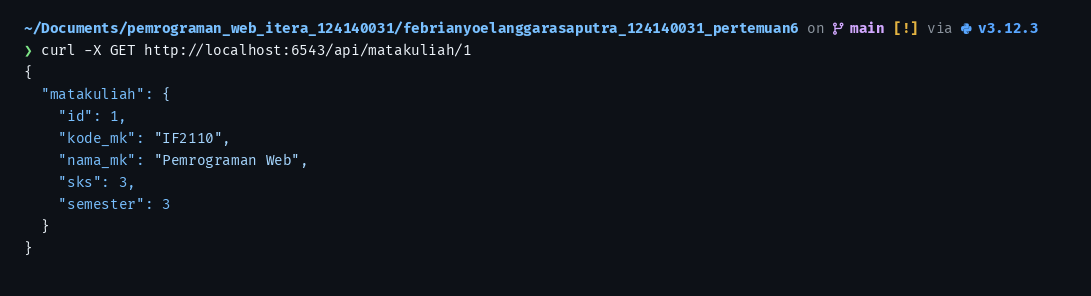 ~/Documents/pemrograman_web_itera_124140031/febrianyoelanggarasaputra_124140031_pertemuan6 on main [!] via v3.12.3
❯ curl -X GET http://localhost:6543/api/matakuliah/1
{
  "matakuliah": {
    "id": 1,
    "kode_mk": "IF2110",
    "nama_mk": "Pemrograman Web",
    "sks": 3,
    "semester": 3
  }
}